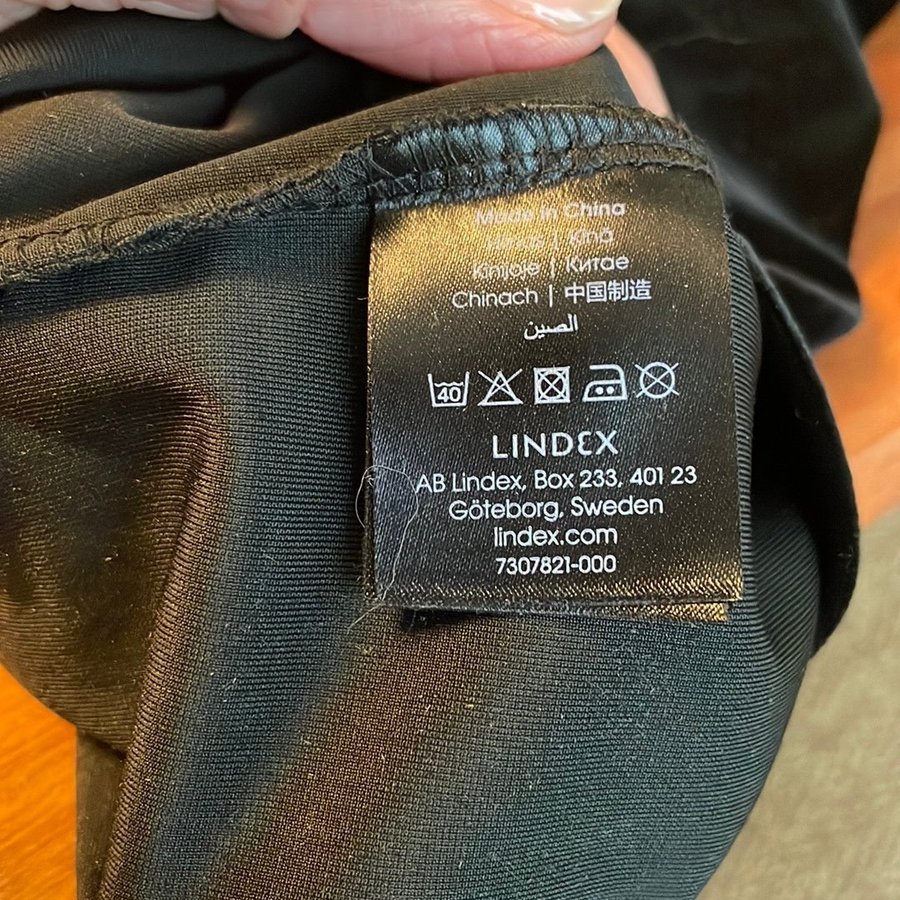 Made in China
Kina
Kinijoje | Китае
Chinach | 中国制造
الصين
40
LINDEX
AB Lindex, Box 233, 401 23
Göteborg, Sweden
lindex.com
7307821-000